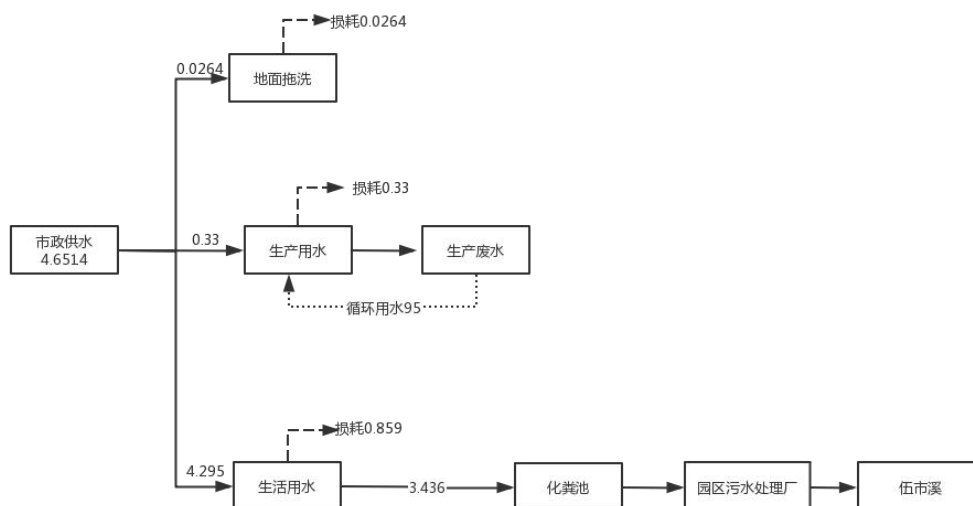 损耗0.0264
0.0264
地面拖洗
损耗0.33
市政供水
4.6514
0.33
生产用水
生产废水
循环用水95
损耗0.859
4.295
生活用水
3.436
化粪池
园区污水处理厂
伍市溪